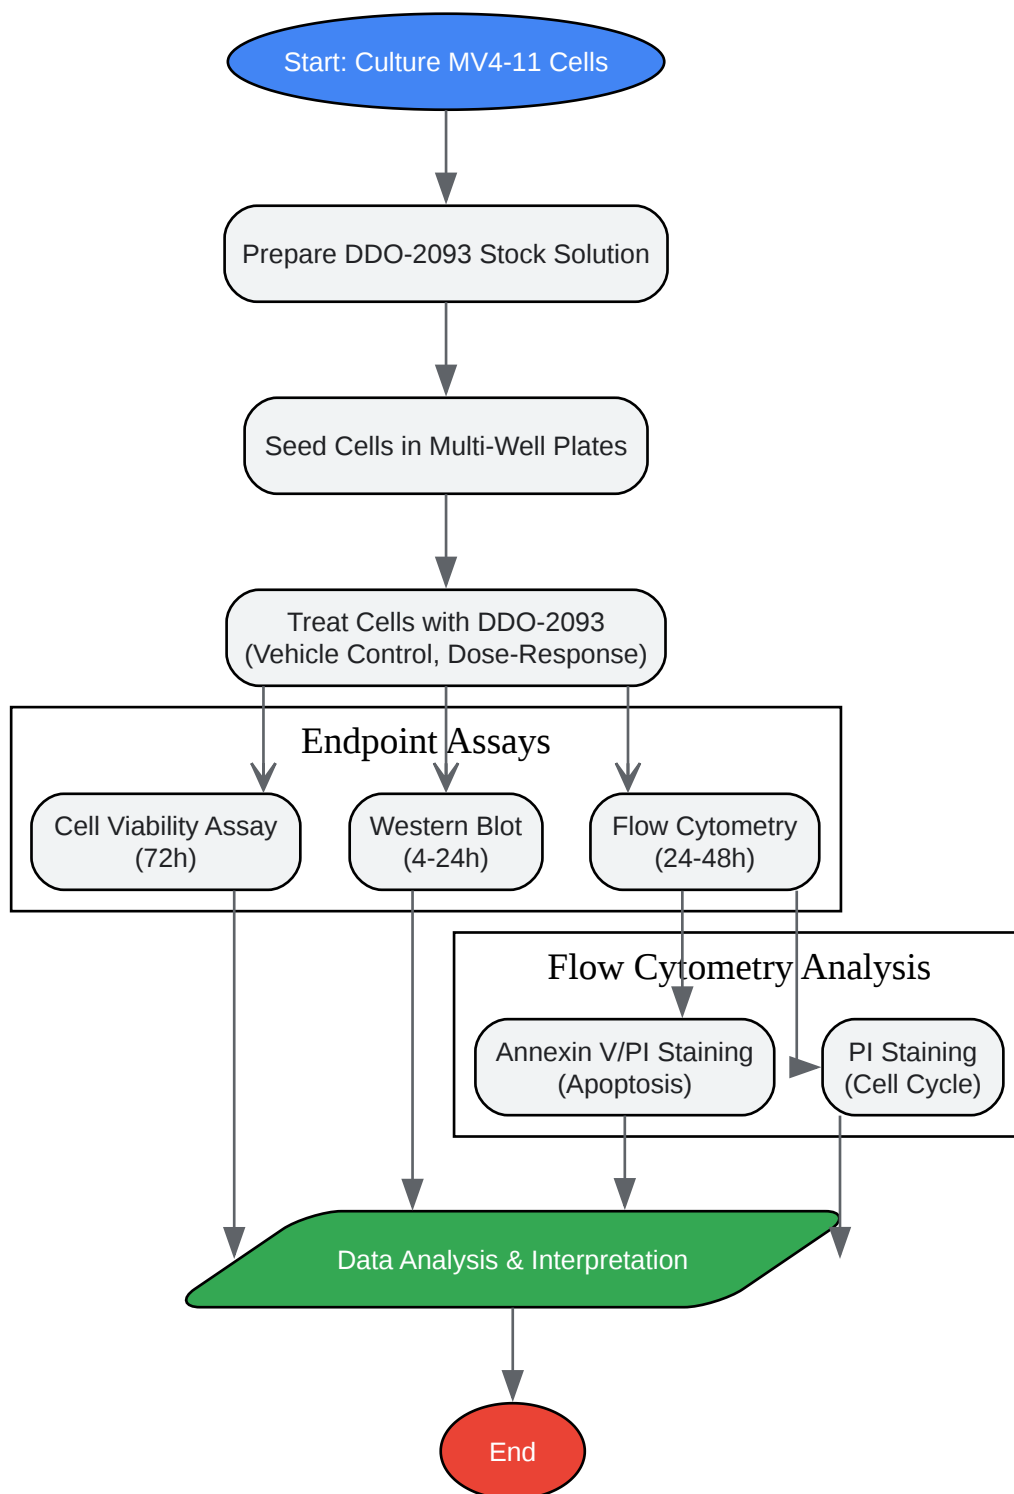 Start: Culture MV4-11 Cells
Prepare DDO-2093 Stock Solution
Seed Cells in Multi-Well Plates
Treat Cells with DDO-2093
(Vehicle Control, Dose-Response)
Endpoint Assays
Cell Viability Assay
(72h)
Western Blot
(4-24h)
Flow Cytometry
(24-48h)
Flow Cytometry Analysis
Annexin V/PI Staining
(Apoptosis)
PI Staining
(Cell Cycle)
Data Analysis & Interpretation
End